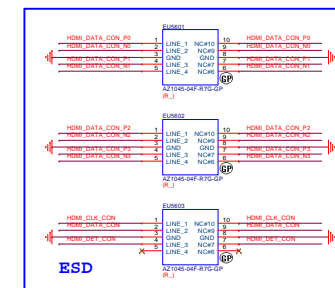 EU5601
HDMI_DATA_CON_P0 1 LINE_1 NC#10 10 HDMI_DATA_CON_P0
HDMI_DATA_CON_N0 2 LINE_2 NC#9 9 HDMI_DATA_CON_N0
3 GND GND 8
HDMI_DATA_CON_P1 4 LINE_3 NC#7 7 HDMI_DATA_CON_P1
HDMI_DATA_CON_N1 5 LINE_4 NC#6 6 HDMI_DATA_CON_N1
GP
AZ1045-04F-R7G-GP
(R_)
EU5602
HDMI_DATA_CON_P2 1 LINE_1 NC#10 10 HDMI_DATA_CON_P2
HDMI_DATA_CON_N2 2 LINE_2 NC#9 9 HDMI_DATA_CON_N2
3 GND GND 8
HDMI_DATA_CON_P3 4 LINE_3 NC#7 7 HDMI_DATA_CON_P3
HDMI_DATA_CON_N3 5 LINE_4 NC#6 6 HDMI_DATA_CON_N3
GP
AZ1045-04F-R7G-GP
(R_)
EU5603
HDMI_CLK_CON 1 LINE_1 NC#10 10 HDMI_CLK_CON
2 LINE_2 NC#9 9
3 GND GND 8
HDMI_DET_CON 4 LINE_3 NC#7 7 HDMI_DET_CON
5 LINE_4 NC#6 6
GP
AZ1045-04F-R7G-GP
(R_)
ESD